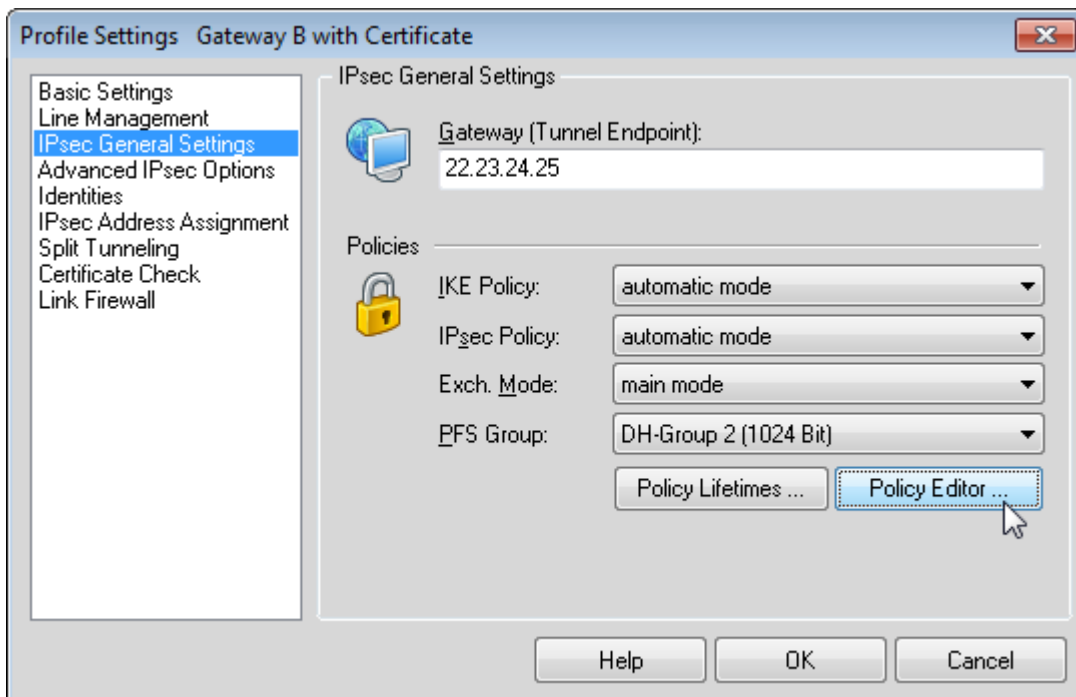 Profile Settings   Gateway B with Certificate
Basic Settings
Line Management
IPsec General Settings
Advanced IPsec Options
Identities
IPsec Address Assignment
Split Tunneling
Certificate Check
Link Firewall
IPsec General Settings
Gateway (Tunnel Endpoint):
22.23.24.25
Policies
IKE Policy: automatic mode
IPsec Policy: automatic mode
Exch. Mode: main mode
PFS Group: DH-Group 2 (1024 Bit)
Policy Lifetimes ... Policy Editor ...
Help OK Cancel